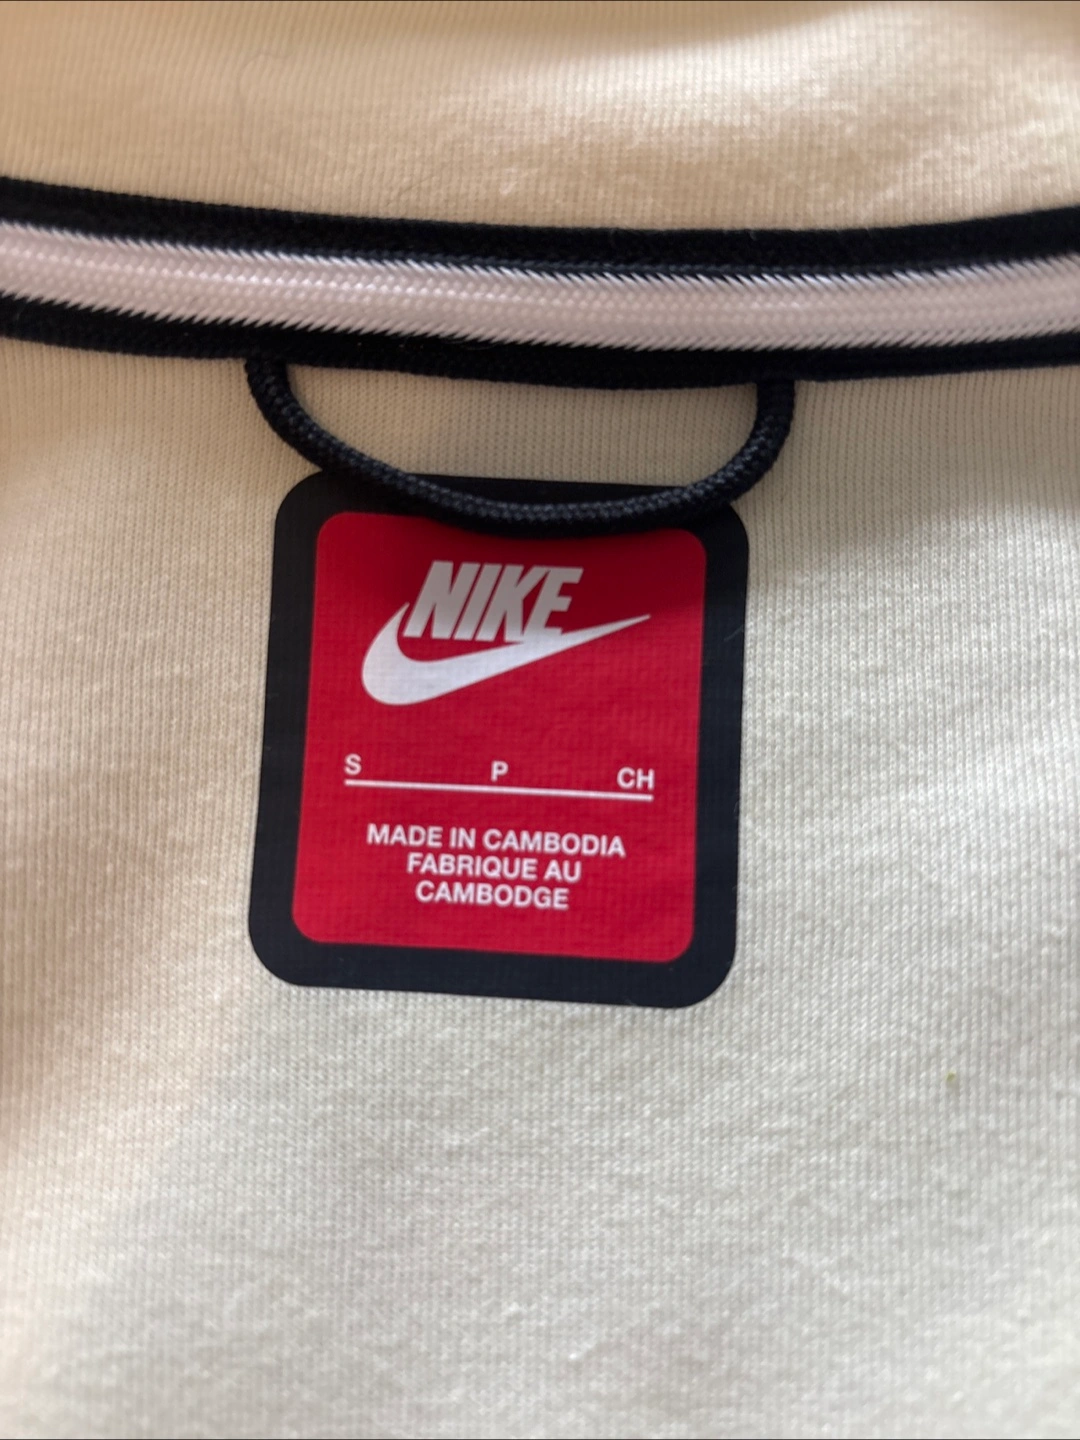 NIKE
S P CH
MADE IN CAMBODIA
FABRIQUE AU
CAMBODGE